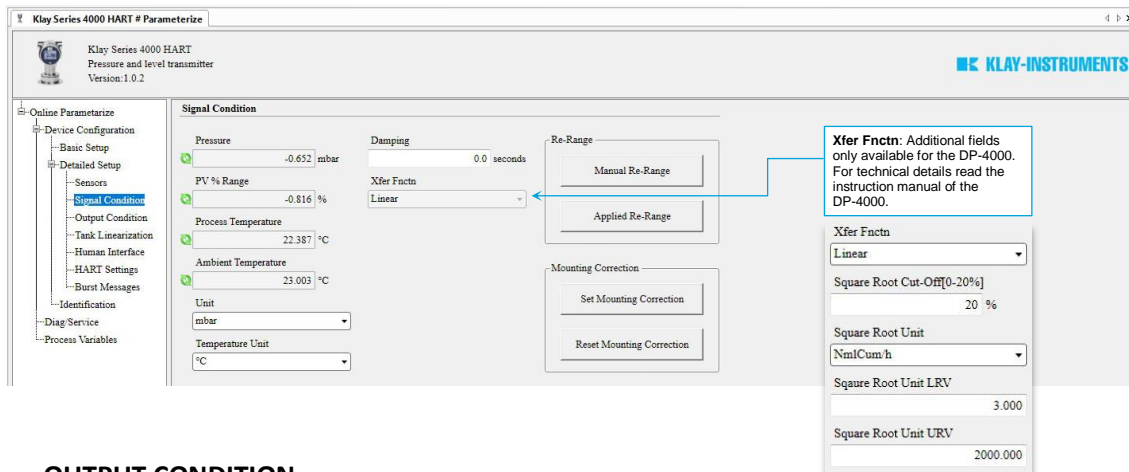 Klay Series 4000 HART # Parameterize
Klay Series 4000 HART
Pressure and level transmitter
Version:1.0.2
KLAY-INSTRUMENTS
Online Parametarize
Device Configuration
Basic Setup
Detailed Setup
Sensors
Signal Condition
Output Condition
Tank Linearization
Human Interface
HART Settings
Burst Messages
Identification
Diag/Service
Process Variables
Signal Condition
Pressure
-0.652 mbar
PV % Range
-0.816 %
Process Temperature
22.387 °C
Ambient Temperature
23.003 °C
Unit
mbar
Temperature Unit
°C
Damping
0.0 seconds
Xfer Fnctn
Linear
Re-Range
Manual Re-Range
Applied Re-Range
Mounting Correction
Set Mounting Correction
Reset Mounting Correction
Xfer Fnctn: Additional fields
only available for the DP-4000.
For technical details read the
instruction manual of the
DP-4000.
Xfer Fnctn
Linear
Square Root Cut-Off[0-20%]
20 %
Square Root Unit
NmlCum/h
Sqaure Root Unit LRV
3.000
Square Root Unit URV
2000.000
OUTPUT CONDITION